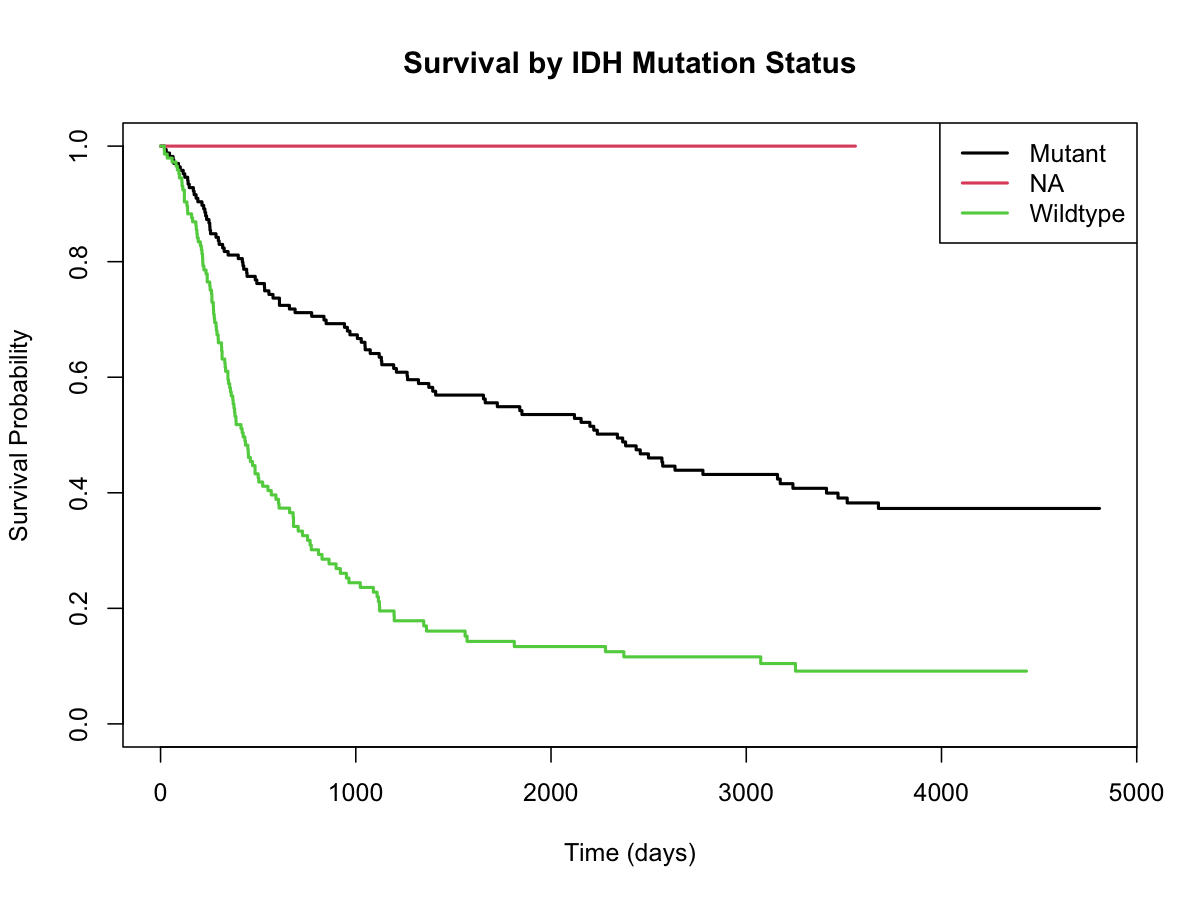 Survival by IDH Mutation Status
Mutant
NA
Wildtype
Survival Probability
1.0
0.8
0.6
0.4
0.2
0.0
0 1000 2000 3000 4000 5000
Time (days)